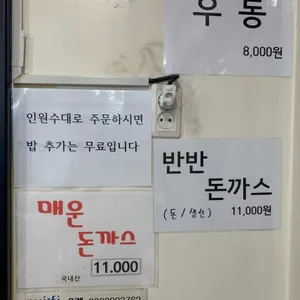 우 동
8,000원
인원수대로 주문하시면
밥 추가는 무료입니다
반반
돈까스
(돈 / 생선) 11,000원
매운
돈까스
국내산
11.000